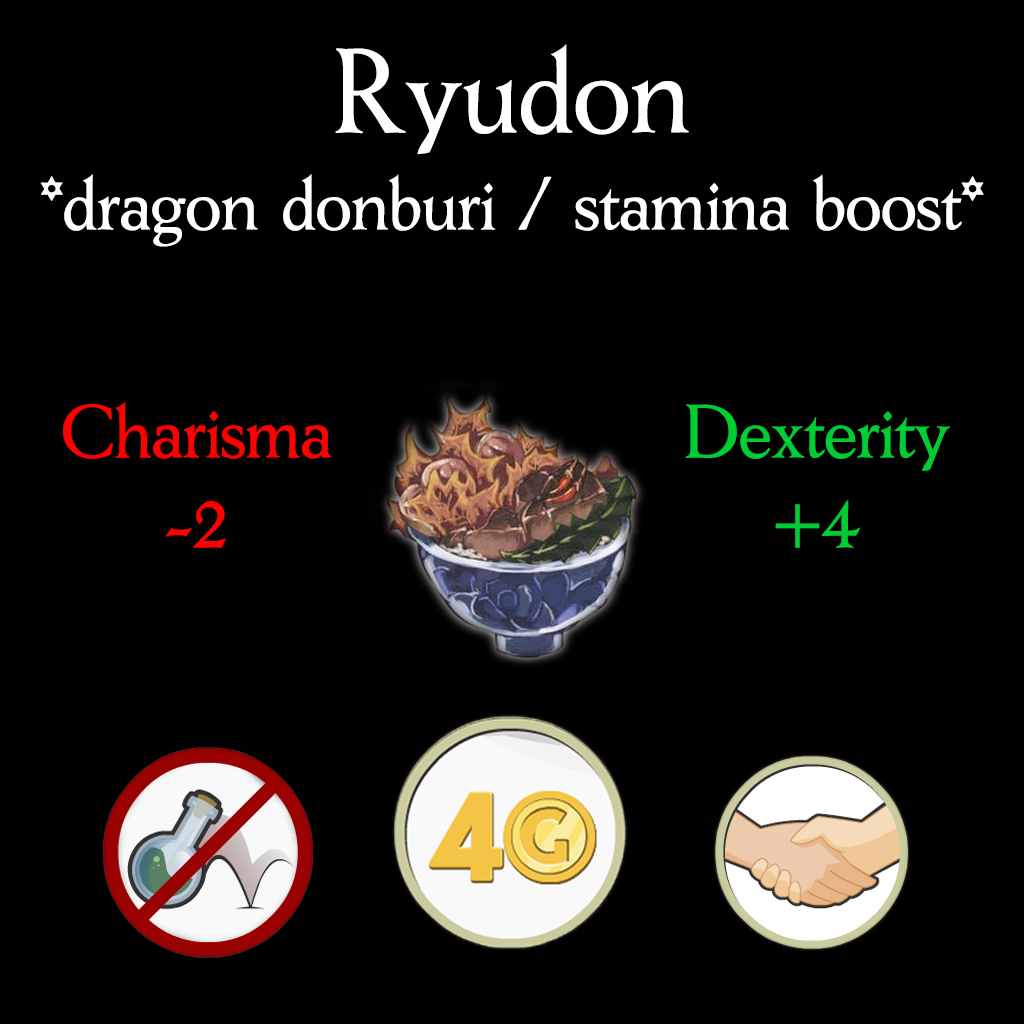 Ryudon
*dragon donburi / stamina boost*
Charisma
-2
Dexterity
+4
4G